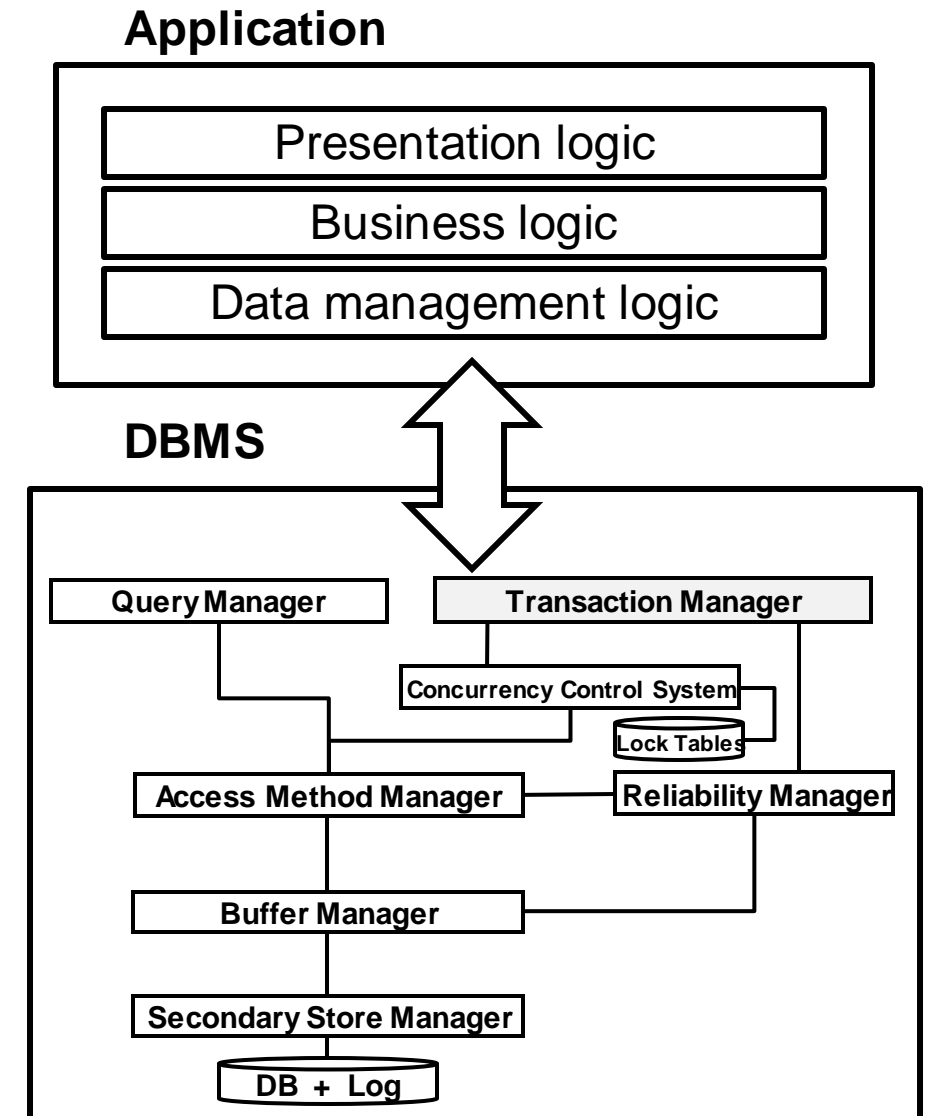 Application
Presentation logic
Business logic
Data management logic
DBMS
Query Manager
Transaction Manager
Concurrency Control System
Lock Tables
Access Method Manager
Reliability Manager
Buffer Manager
Secondary Store Manager
DB + Log